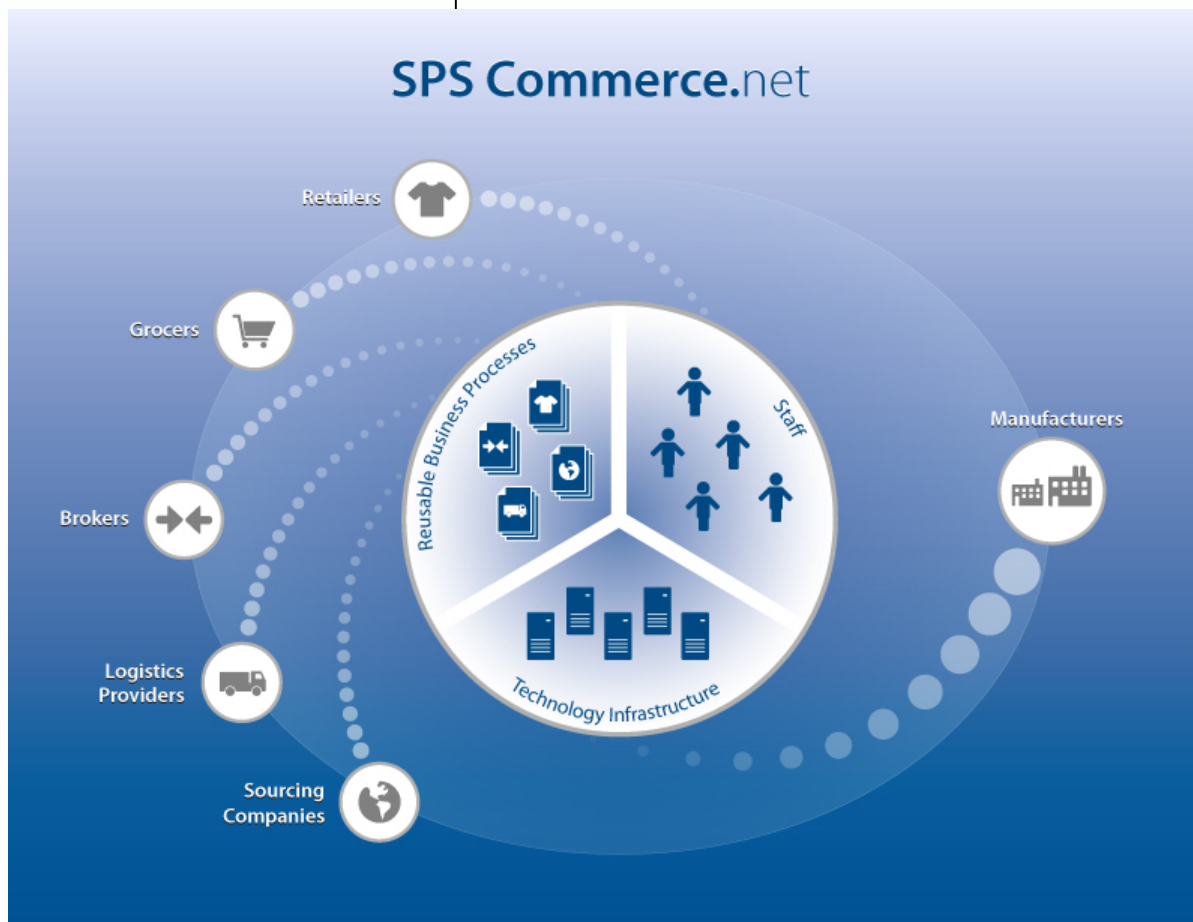 SPS Commerce.net
Retailers
Grocers
Brokers
Logistics
Providers
Sourcing
Companies
Reusable Business Processes
Staff
Technology Infrastructure
Manufacturers